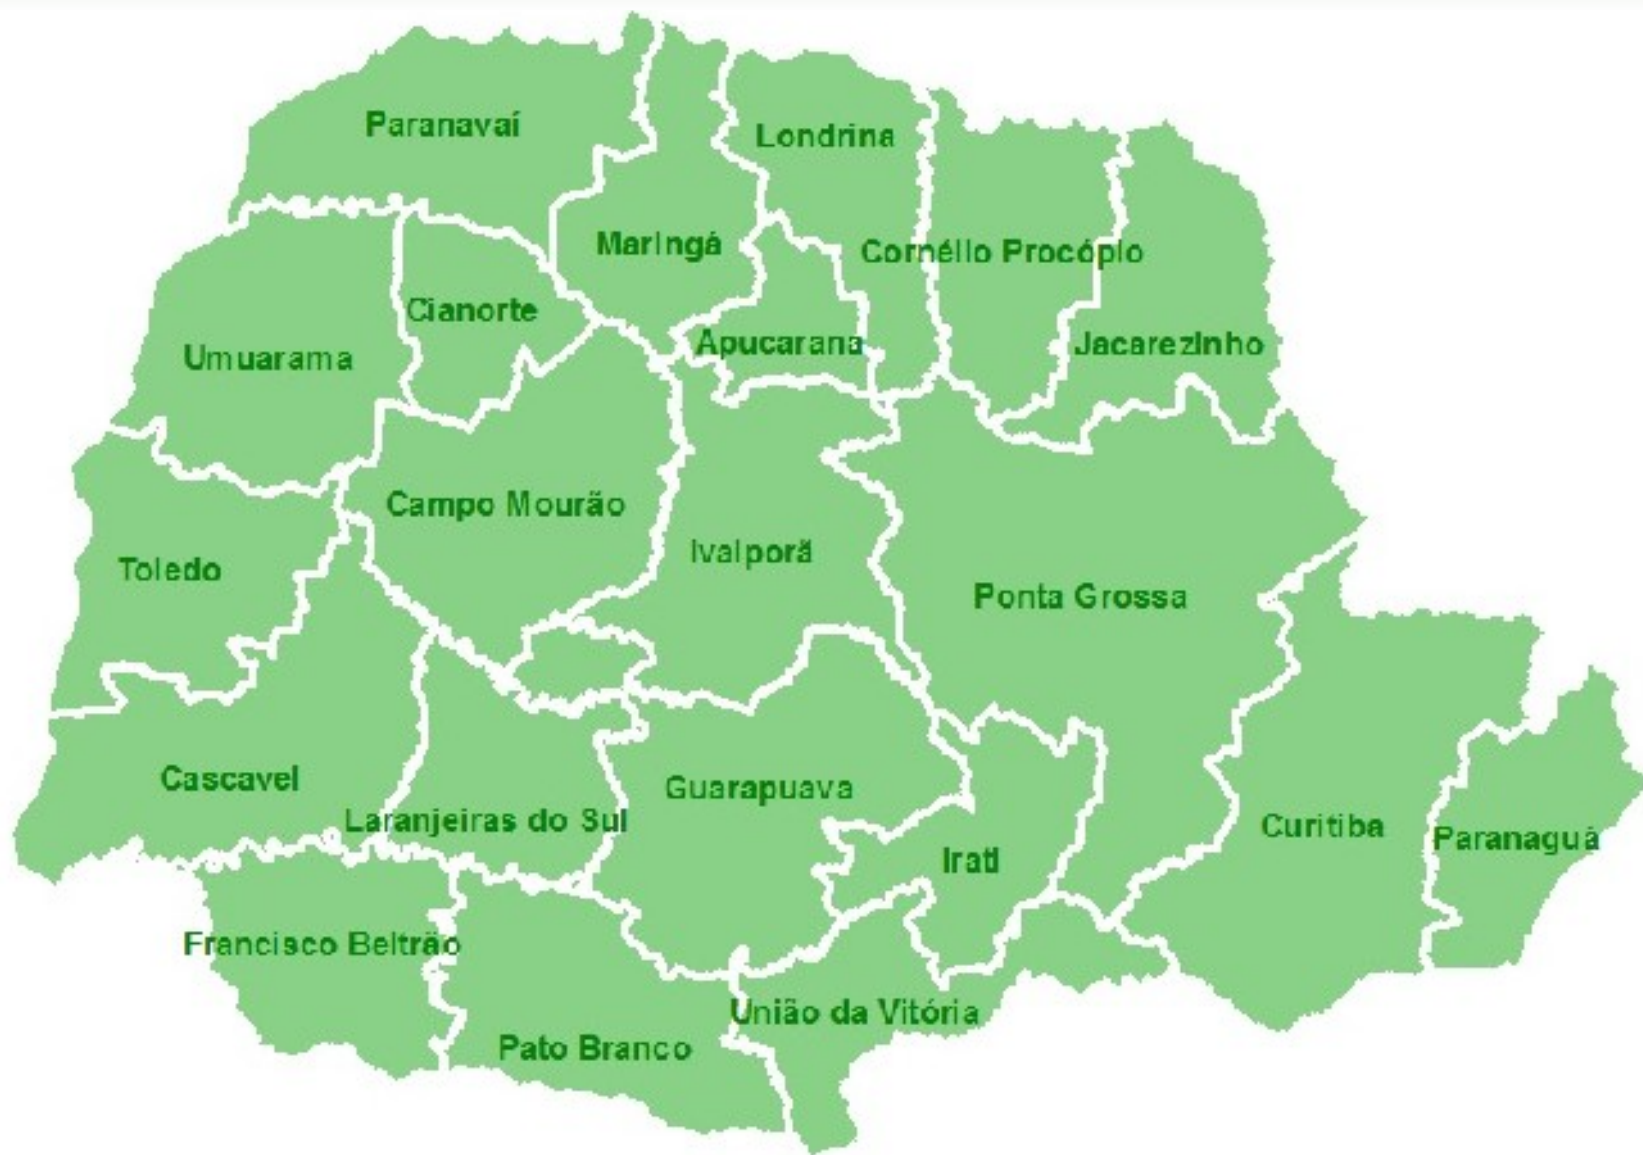 Paranavaí
Londrina
Maringá
Cornélio Procópio
Cianorte
Apucarana
Jacarezinho
Umuarama
Campo Mourão
Ivaiporã
Toledo
Ponta Grossa
Cascavel
Guarapuava
Laranjeiras do Sul
Curitiba
Paranaguá
Irati
Francisco Beltrão
União da Vitória
Pato Branco